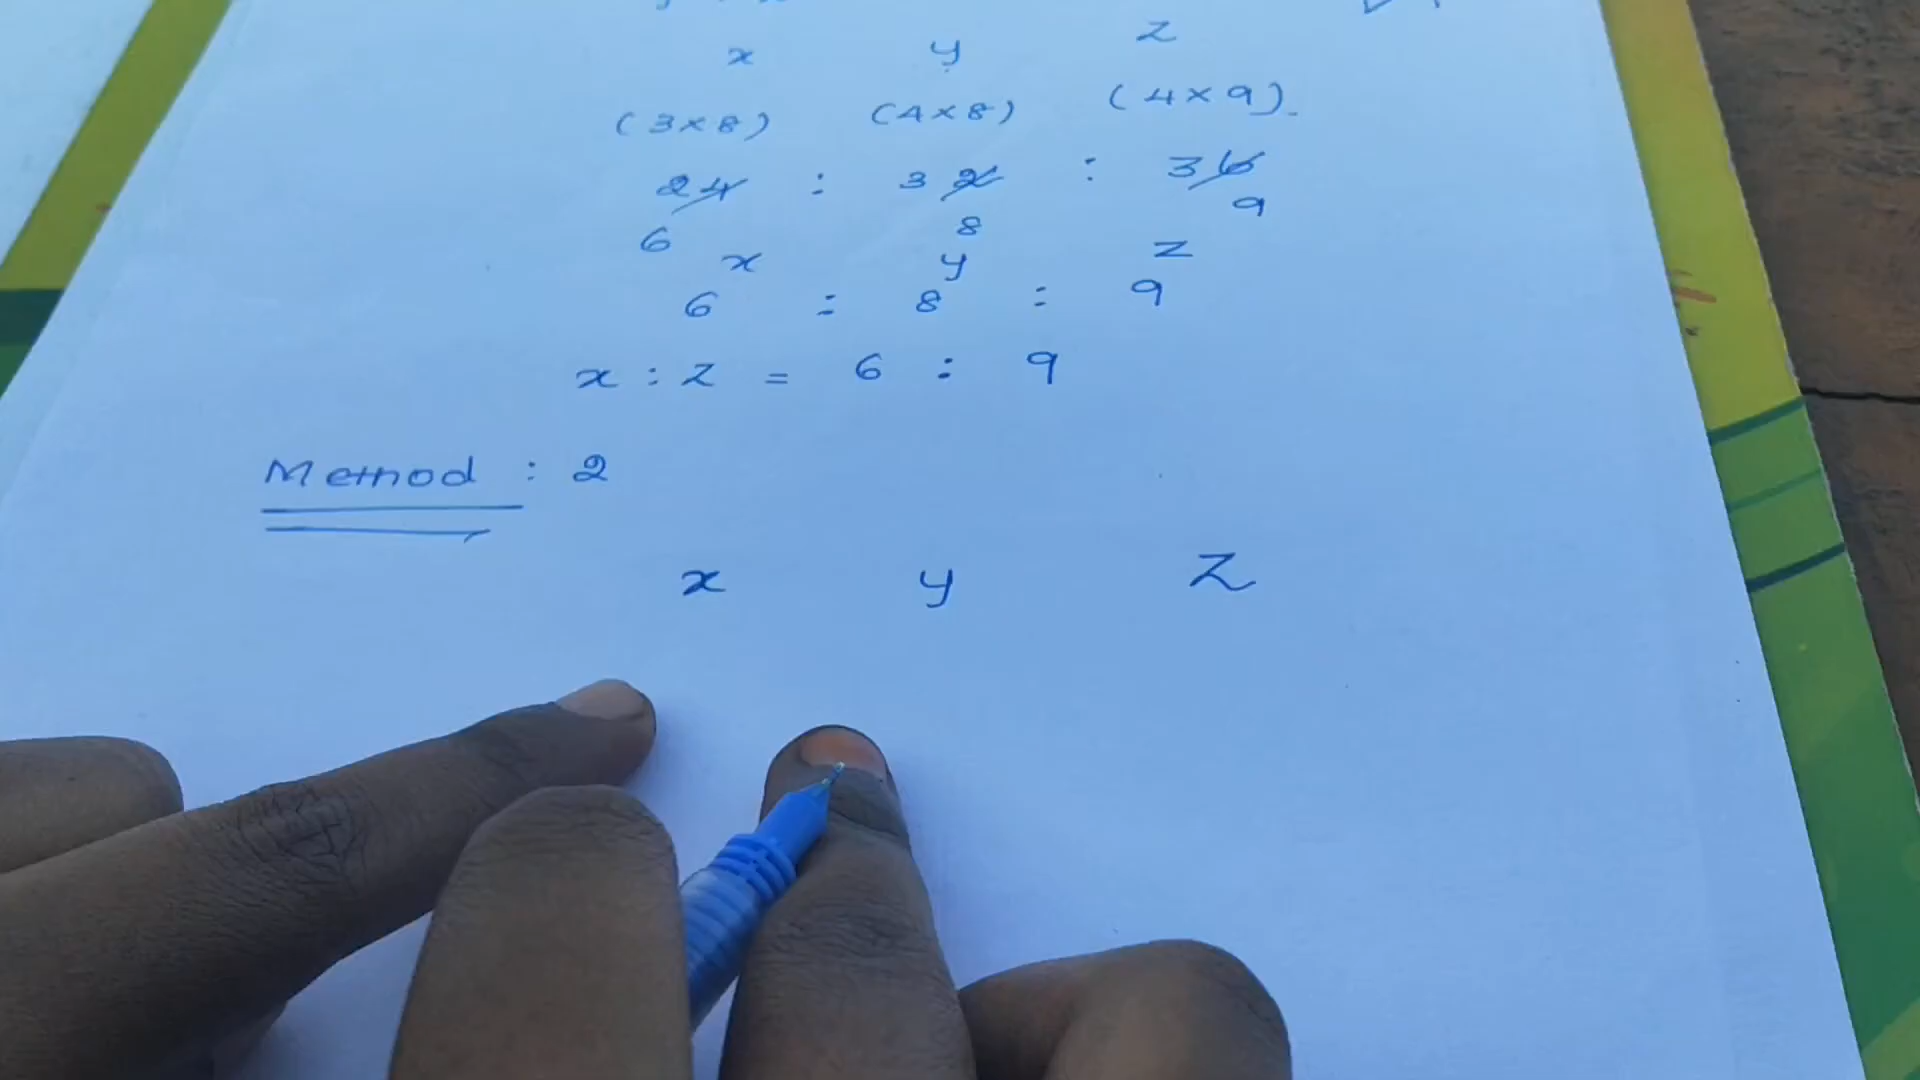 x y z
(3×8) (4×8) (4×9)
24 : 32 : 36
6 8 9
x y z
6 : 8 : 9
x : z = 6 : 9
Method : 2
x y z